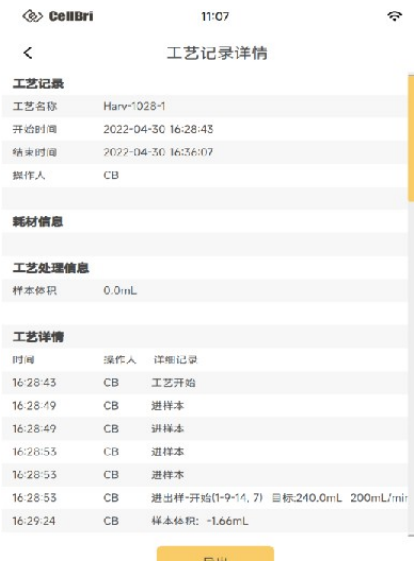 CellBri 11:07
工艺记录详情
工艺记录
工艺名称 Harv-1028-1
开始时间 2022-04-30 16:28:43
结束时间 2022-04-30 16:36:07
操作人 CB
耗材信息
工艺处理信息
样本体积 0.0mL
工艺详情
时间 操作人 详细记录
16:28:43 CB 工艺开始
16:28:49 CB 进样本
16:28:49 CB 进样本
16:28:53 CB 进样本
16:28:53 CB 进样本
16:28:53 CB 进出样-开始(1-9-14, 7) 目标:240.0mL 200mL/min
16:29:24 CB 样本体积: -1.66mL